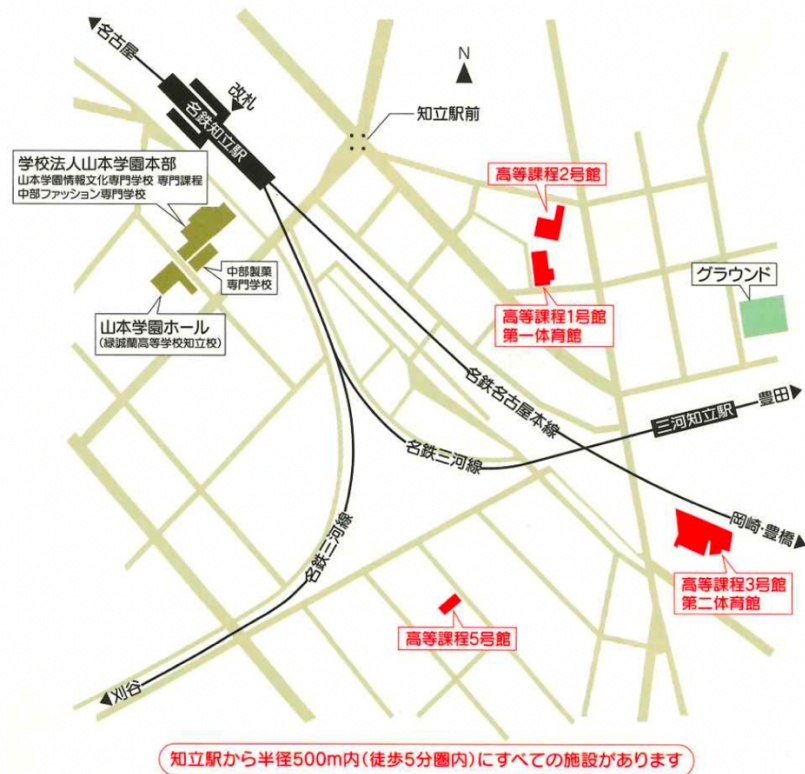 名古屋
改札
N
名鉄知立駅
知立駅前
学校法人山本学園本部
山本学園情報文化専門学校 専門課程
中部ファッション専門学校
高等課程2号館
中部製菓
専門学校
グラウンド
山本学園ホール
(緑誠蘭高等学校知立校)
高等課程1号館
第一体育館
名鉄名古屋本線
豊田
三河知立駅
名鉄三河線
岡崎・豊橋
名鉄三河線
高等課程3号館
第二体育館
高等課程5号館
刈谷
知立駅から半径500m内(徒歩5分圏内)にすべての施設があります